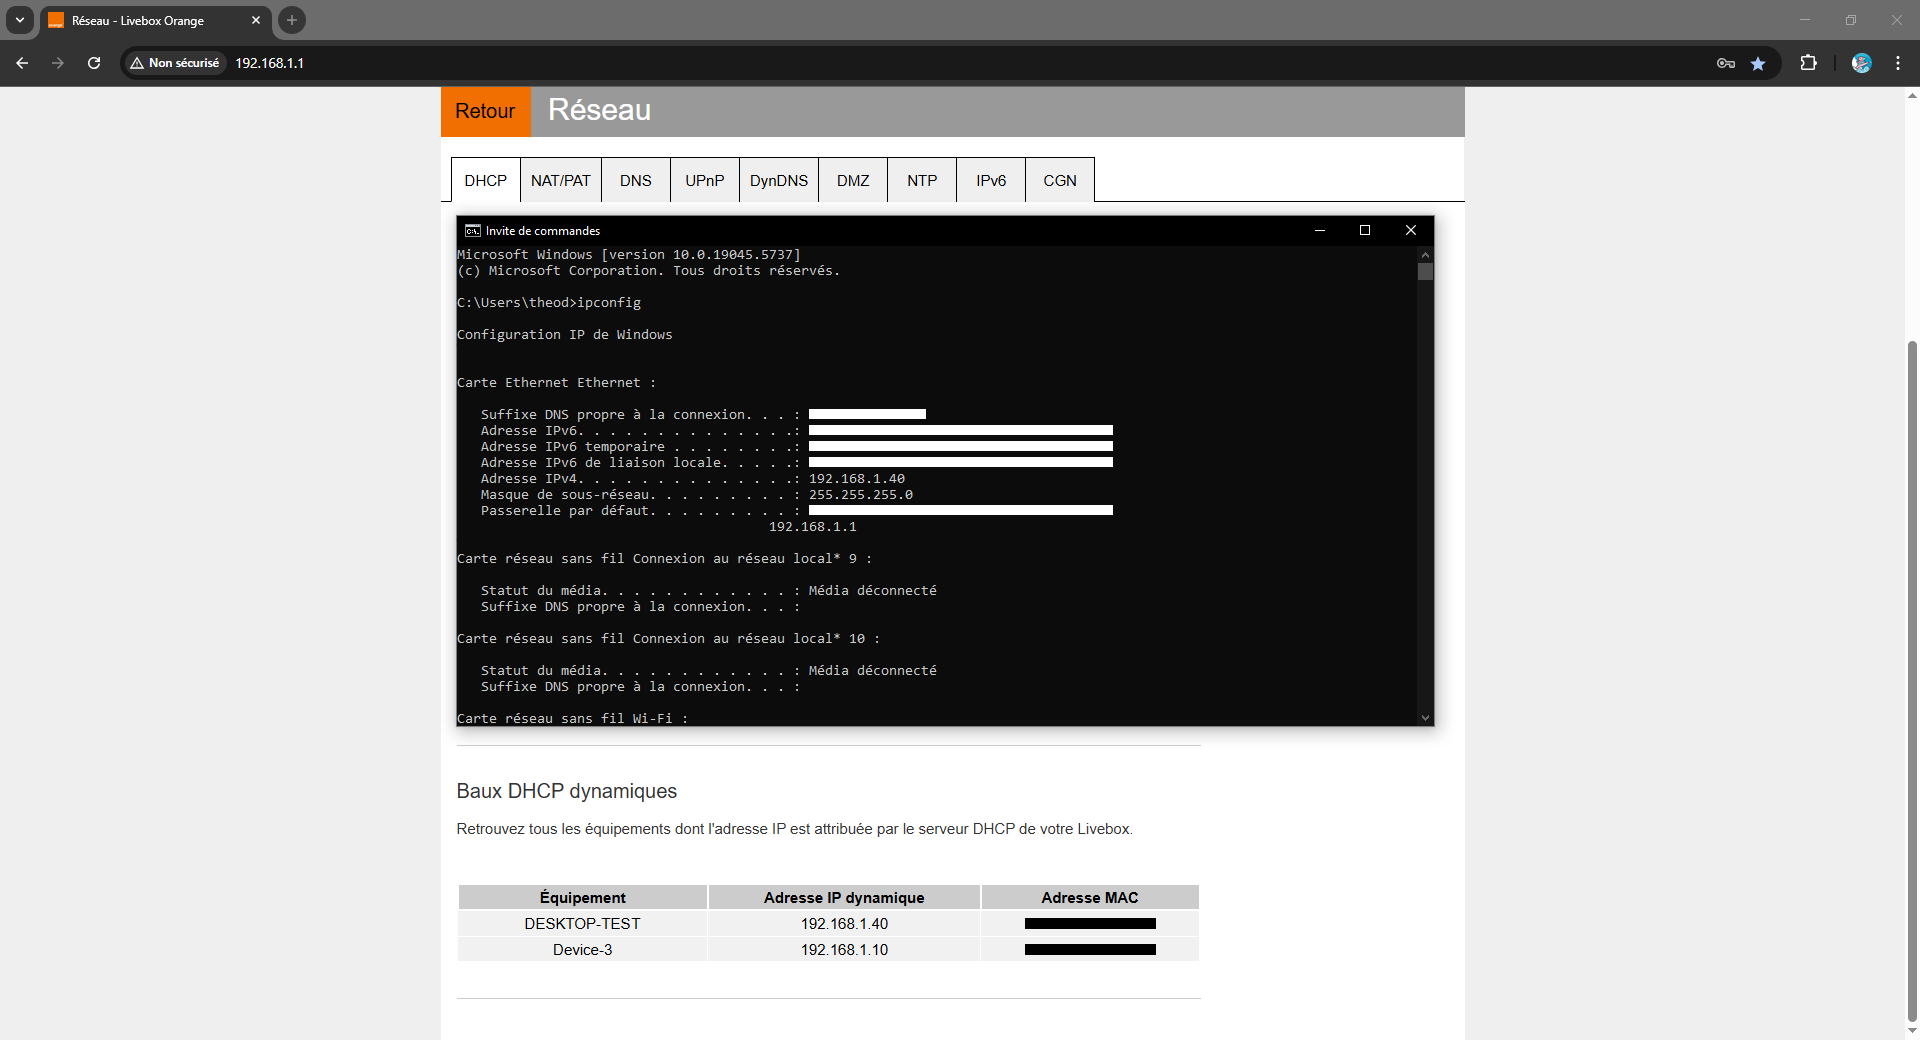 Réseau - Livebox Orange
Non sécurisé 192.168.1.1
Retour Réseau
DHCP NAT/PAT DNS UPnP DynDNS DMZ NTP IPv6 CGN
Invite de commandes
Microsoft Windows [version 10.0.19045.5737]
(c) Microsoft Corporation. Tous droits réservés.
C:\Users\theod>ipconfig
Configuration IP de Windows
Carte Ethernet Ethernet :
Suffixe DNS propre à la connexion. . . :
Adresse IPv6. . . . . . . . . . . . . .:
Adresse IPv6 temporaire . . . . . . . .:
Adresse IPv6 de liaison locale. . . . .:
Adresse IPv4. . . . . . . . . . . . . .: 192.168.1.40
Masque de sous-réseau. . . . . . . . . : 255.255.255.0
Passerelle par défaut. . . . . . . . . :
192.168.1.1
Carte réseau sans fil Connexion au réseau local* 9 :
Statut du média. . . . . . . . . . . . : Média déconnecté
Suffixe DNS propre à la connexion. . . :
Carte réseau sans fil Connexion au réseau local* 10 :
Statut du média. . . . . . . . . . . . : Média déconnecté
Suffixe DNS propre à la connexion. . . :
Carte réseau sans fil Wi-Fi :
Baux DHCP dynamiques
Retrouvez tous les équipements dont l'adresse IP est attribuée par le serveur DHCP de votre Livebox.
Équipement Adresse IP dynamique Adresse MAC
DESKTOP-TEST 192.168.1.40
Device-3 192.168.1.10